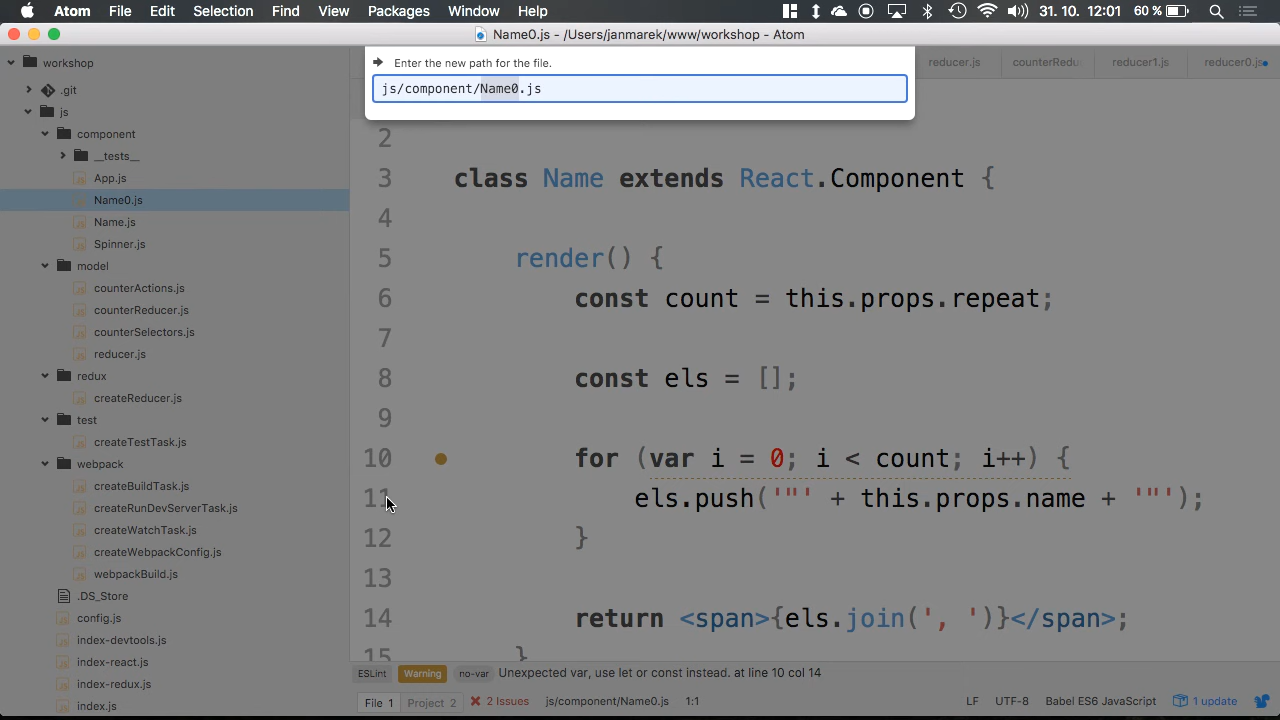 Atom File Edit Selection Find View Packages Window Help 31. 10. 12:01 60 %
Name0.js - /Users/janmarek/www/workshop - Atom
workshop
.git
js
component
__tests__
App.js
Name0.js
Name.js
Spinner.js
model
counterActions.js
counterReducer.js
counterSelectors.js
reducer.js
redux
createReducer.js
test
createTestTask.js
webpack
createBuildTask.js
createRunDevServerTask.js
createWatchTask.js
createWebpackConfig.js
webpackBuild.js
.DS_Store
config.js
index-devtools.js
index-react.js
index-redux.js
index.js
Enter the new path for the file.
js/component/Name0.js
reducer.js counterRedu reducer1.js reducer0.js
2
3 class Name extends React.Component {
4
5 render() {
6 const count = this.props.repeat;
7
8 const els = [];
9
10 for (var i = 0; i < count; i++) {
11 els.push('"' + this.props.name + '"');
12 }
13
14 return <span>{els.join(', ')}</span>;
15 }
ESLint Warning no-var Unexpected var, use let or const instead. at line 10 col 14
File 1 Project 2 2 Issues js/component/Name0.js 1:1 LF UTF-8 Babel ES6 JavaScript 1 update